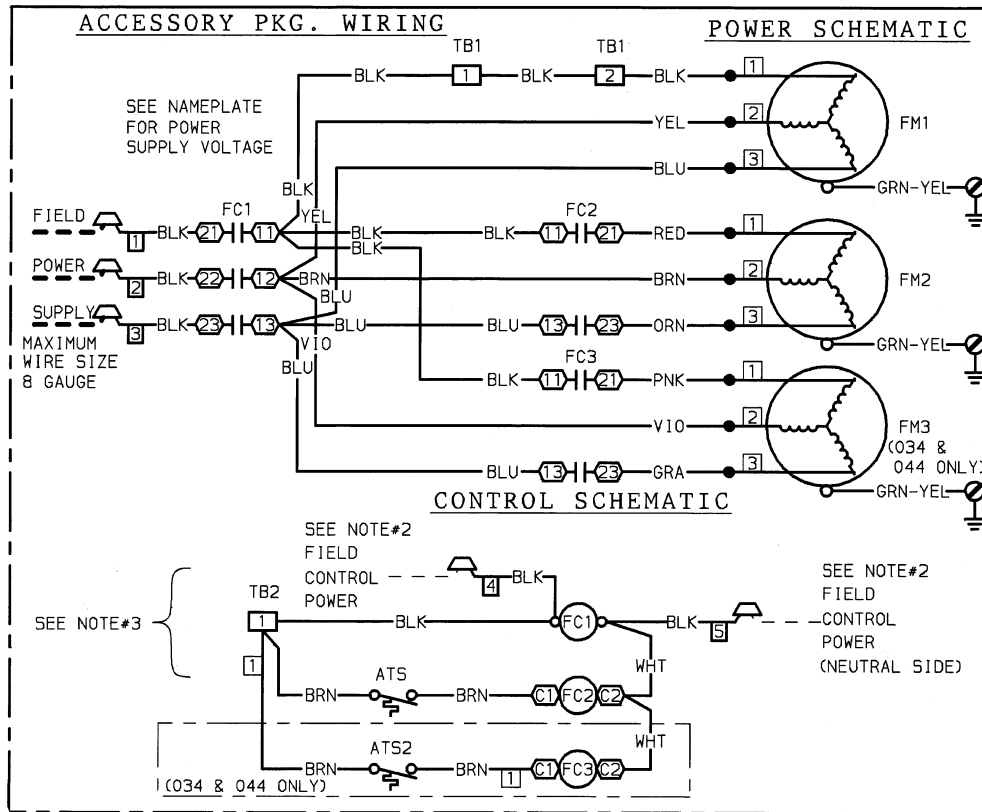 ACCESSORY PKG. WIRING
POWER SCHEMATIC
TB1 TB1
BLK 1 BLK 2 BLK 1
SEE NAMEPLATE
FOR POWER
SUPPLY VOLTAGE
YEL 2 FM1
BLU 3
GRN-YEL
BLK
FIELD FC1 YEL FC2
1 BLK 21 11 BLK BLK 11 21 RED 1
BLK
POWER
2 BLK 22 12 BRN BRN 2 FM2
BLU
SUPPLY
3 BLK 23 13 BLU BLU 13 23 ORN 3
VIO
GRN-YEL
MAXIMUM
WIRE SIZE
8 GAUGE
BLU FC3
BLK 11 21 PNK 1
VIO 2 FM3
(034 &
044 ONLY)
BLU 13 23 GRA 3
GRN-YEL
CONTROL SCHEMATIC
SEE NOTE#2
FIELD
CONTROL
POWER
4 BLK
SEE NOTE#2
FIELD
CONTROL
POWER
(NEUTRAL SIDE)
TB2
SEE NOTE#3
1 BLK FC1 BLK 5
1 WHT
ATS
BRN BRN C1 FC2 C2
WHT
ATS2
BRN BRN 1 C1 FC3 C2
(034 & 044 ONLY)